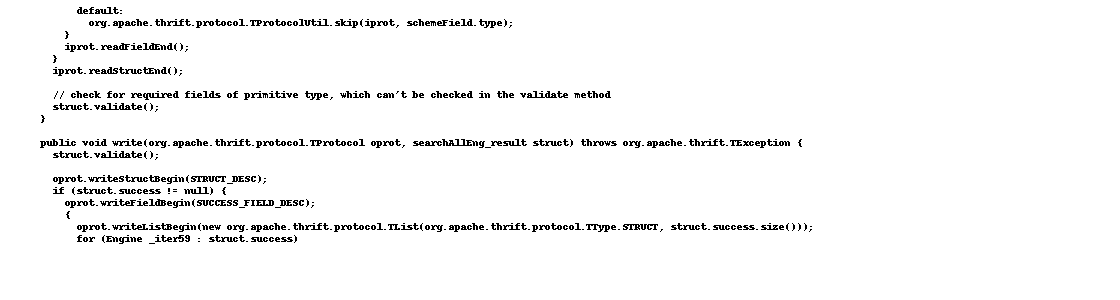 default:
org.apache.thrift.protocol.TProtocolUtil.skip(iprot, schemeField.type);
}
iprot.readFieldEnd();
}
iprot.readStructEnd();
// check for required fields of primitive type, which can't be checked in the validate method
struct.validate();
}
public void write(org.apache.thrift.protocol.TProtocol oprot, searchAllEng_result struct) throws org.apache.thrift.TException {
struct.validate();
oprot.writeStructBegin(STRUCT_DESC);
if (struct.success != null) {
oprot.writeFieldBegin(SUCCESS_FIELD_DESC);
{
oprot.writeListBegin(new org.apache.thrift.protocol.TList(org.apache.thrift.protocol.TType.STRUCT, struct.success.size()));
for (Engine _iter59 : struct.success)